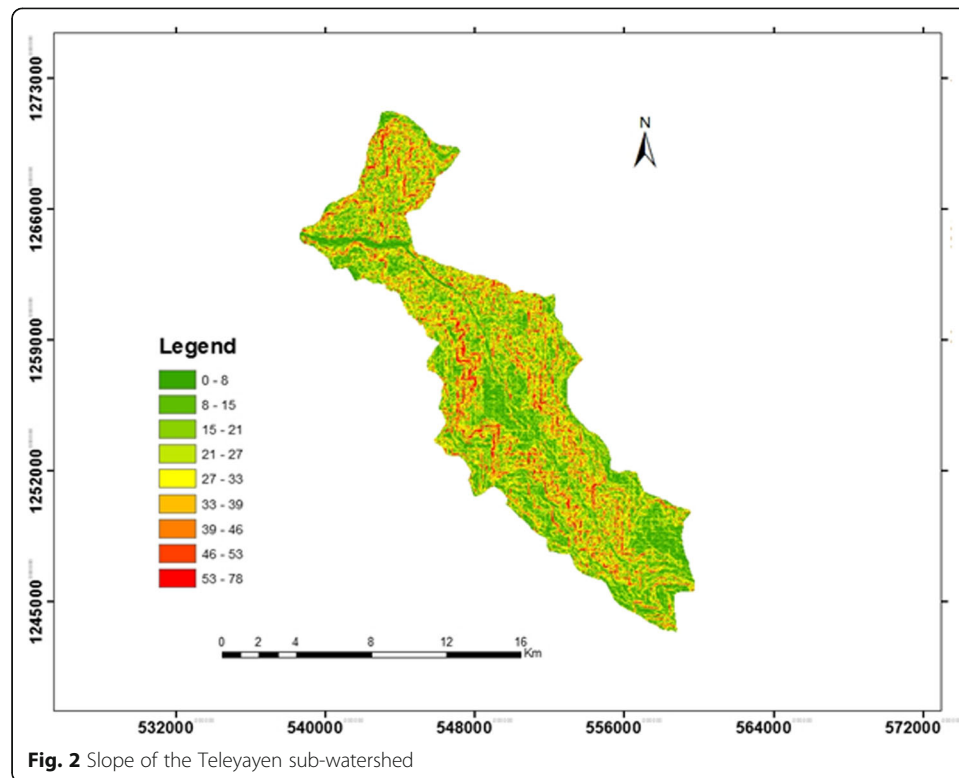 1273000
1266000
1259000
1252000
1245000
N
Legend
0 - 8
8 - 15
15 - 21
21 - 27
27 - 33
33 - 39
39 - 46
46 - 53
53 - 78
0 2 4 8 12 16
Km
532000 540000 548000 556000 564000 572000
Fig. 2 Slope of the Teleyayen sub-watershed